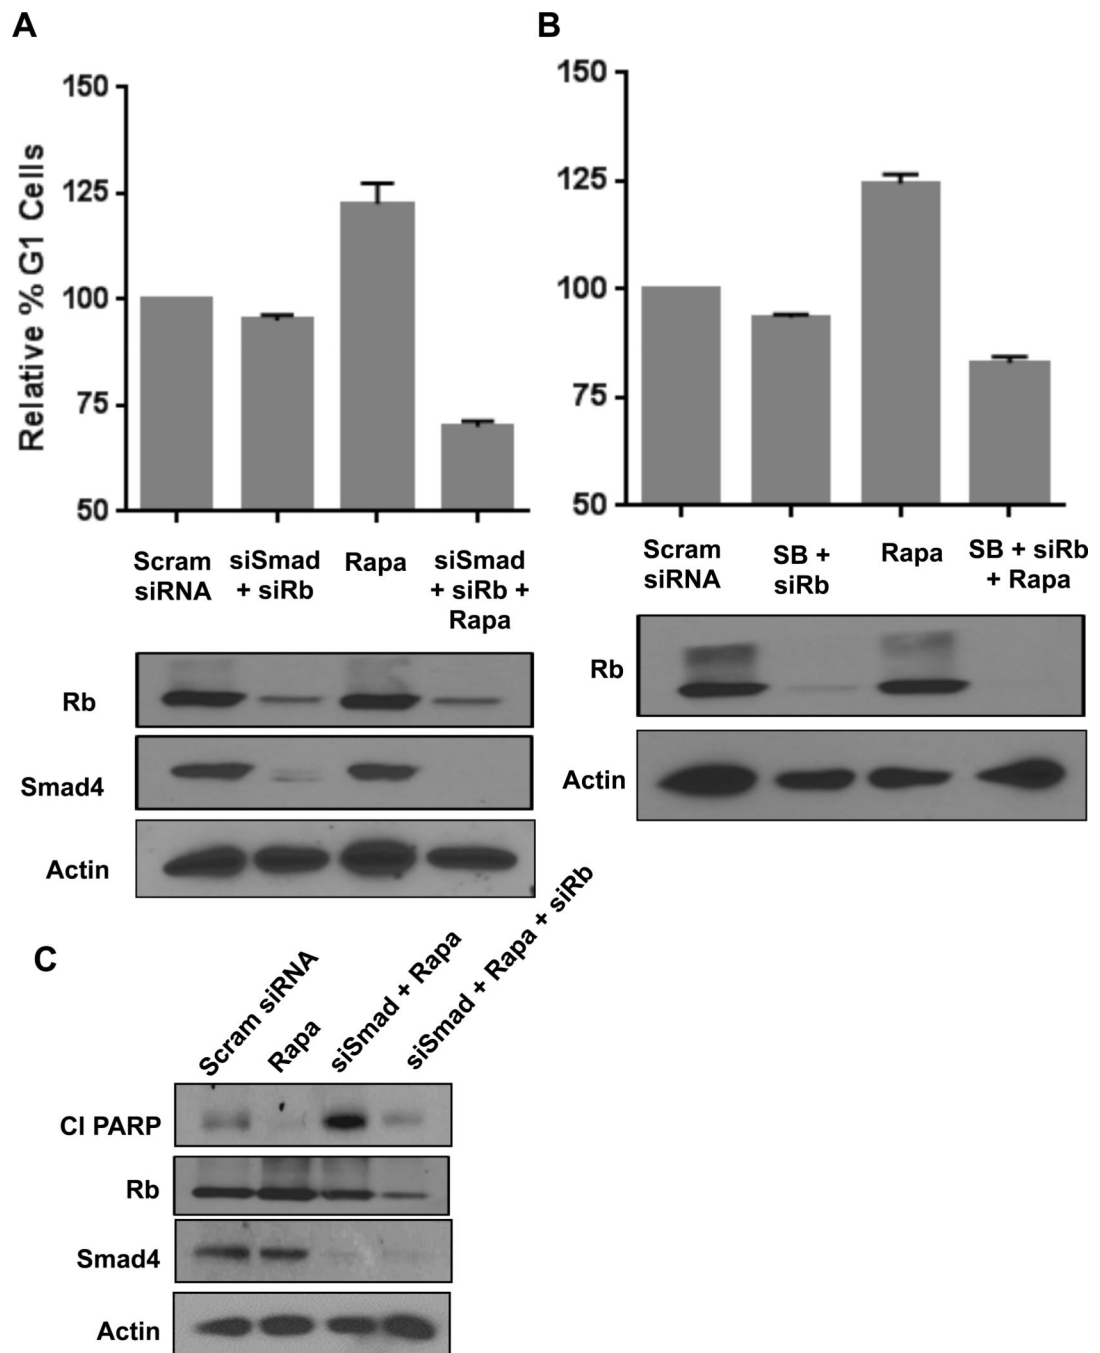 A
Relative % G1 Cells
150
125
100
75
50
Scram
siRNA
siSmad
+ siRb
Rapa
siSmad
+ siRb +
Rapa
Rb
Smad4
Actin
B
150
125
100
75
50
Scram
siRNA
SB +
siRb
Rapa
SB + siRb
+ Rapa
Rb
Actin
C
Scram siRNA
Rapa
siSmad + Rapa
siSmad + Rapa + siRb
Cl PARP
Rb
Smad4
Actin